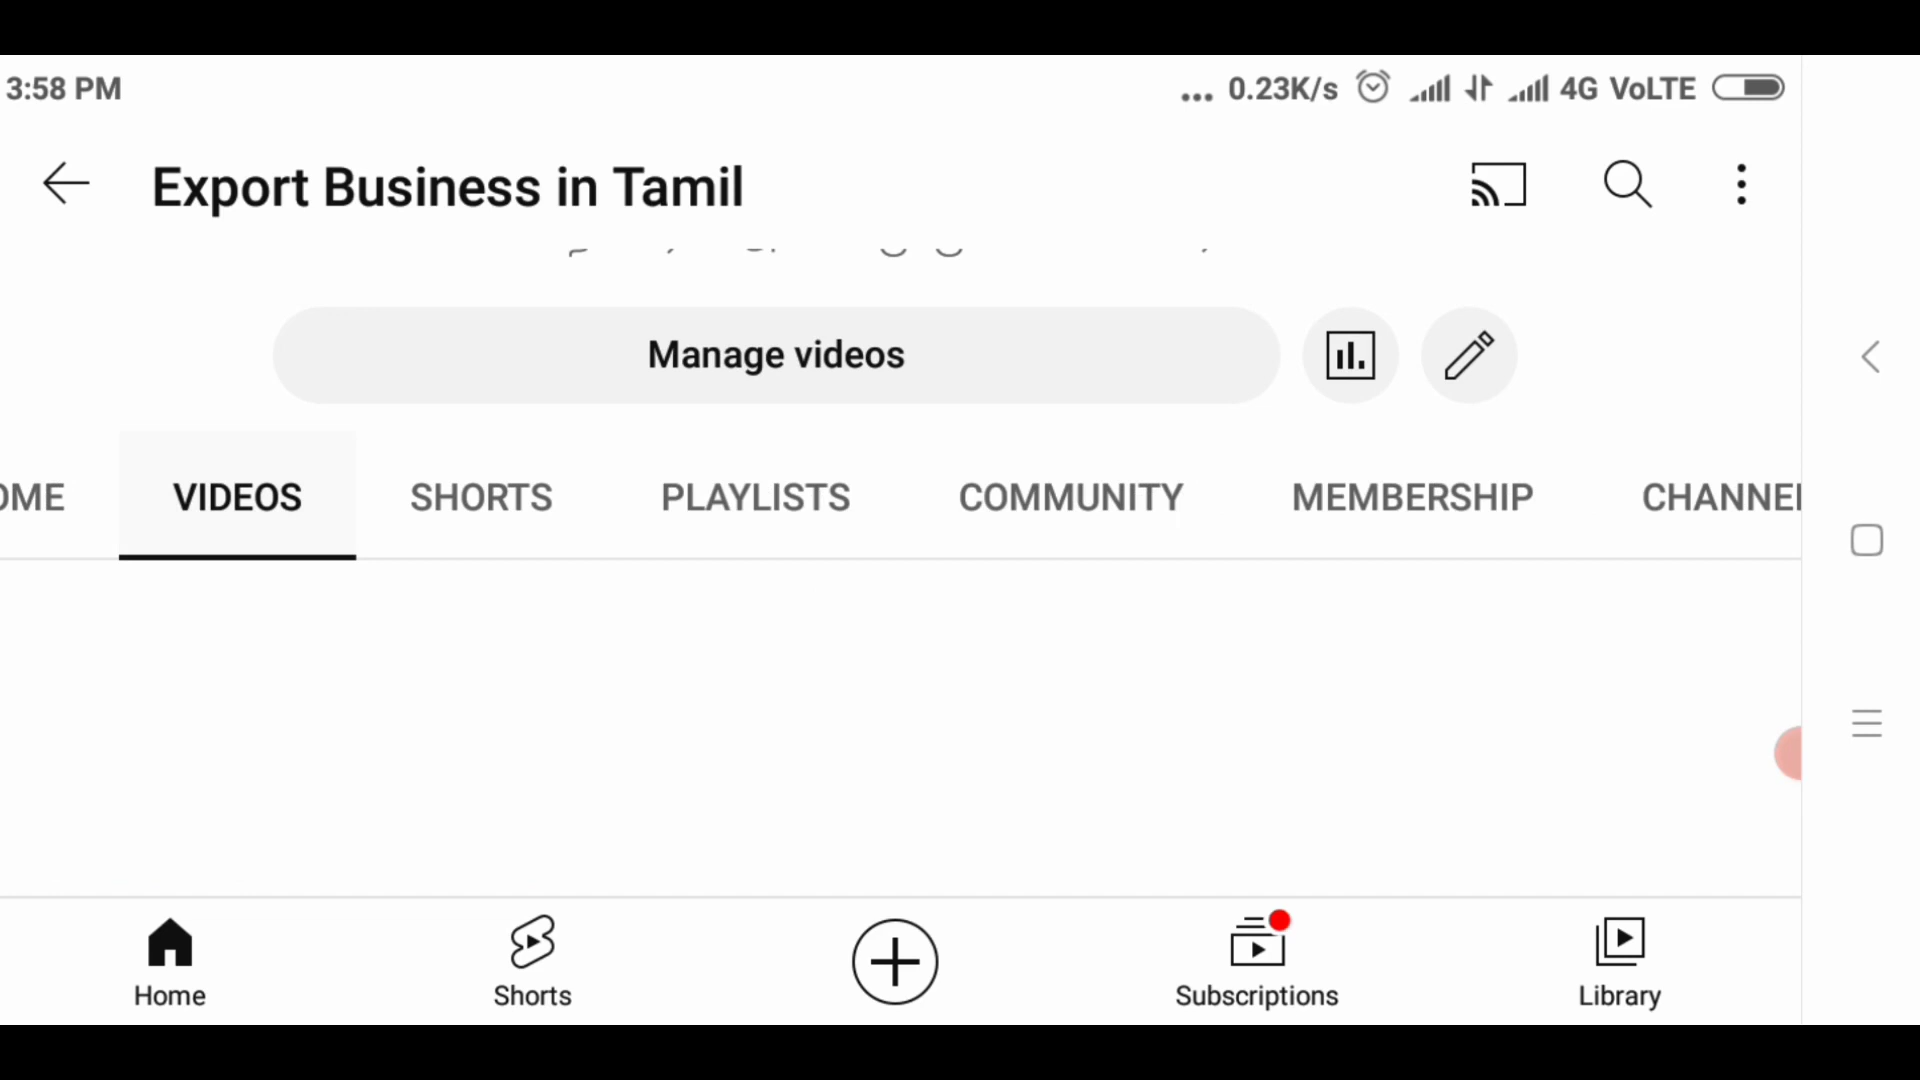 3:58 PM ... 0.23K/s 4G VoLTE
Export Business in Tamil
Manage videos
OME VIDEOS SHORTS PLAYLISTS COMMUNITY MEMBERSHIP CHANNEL
Home Shorts Subscriptions Library